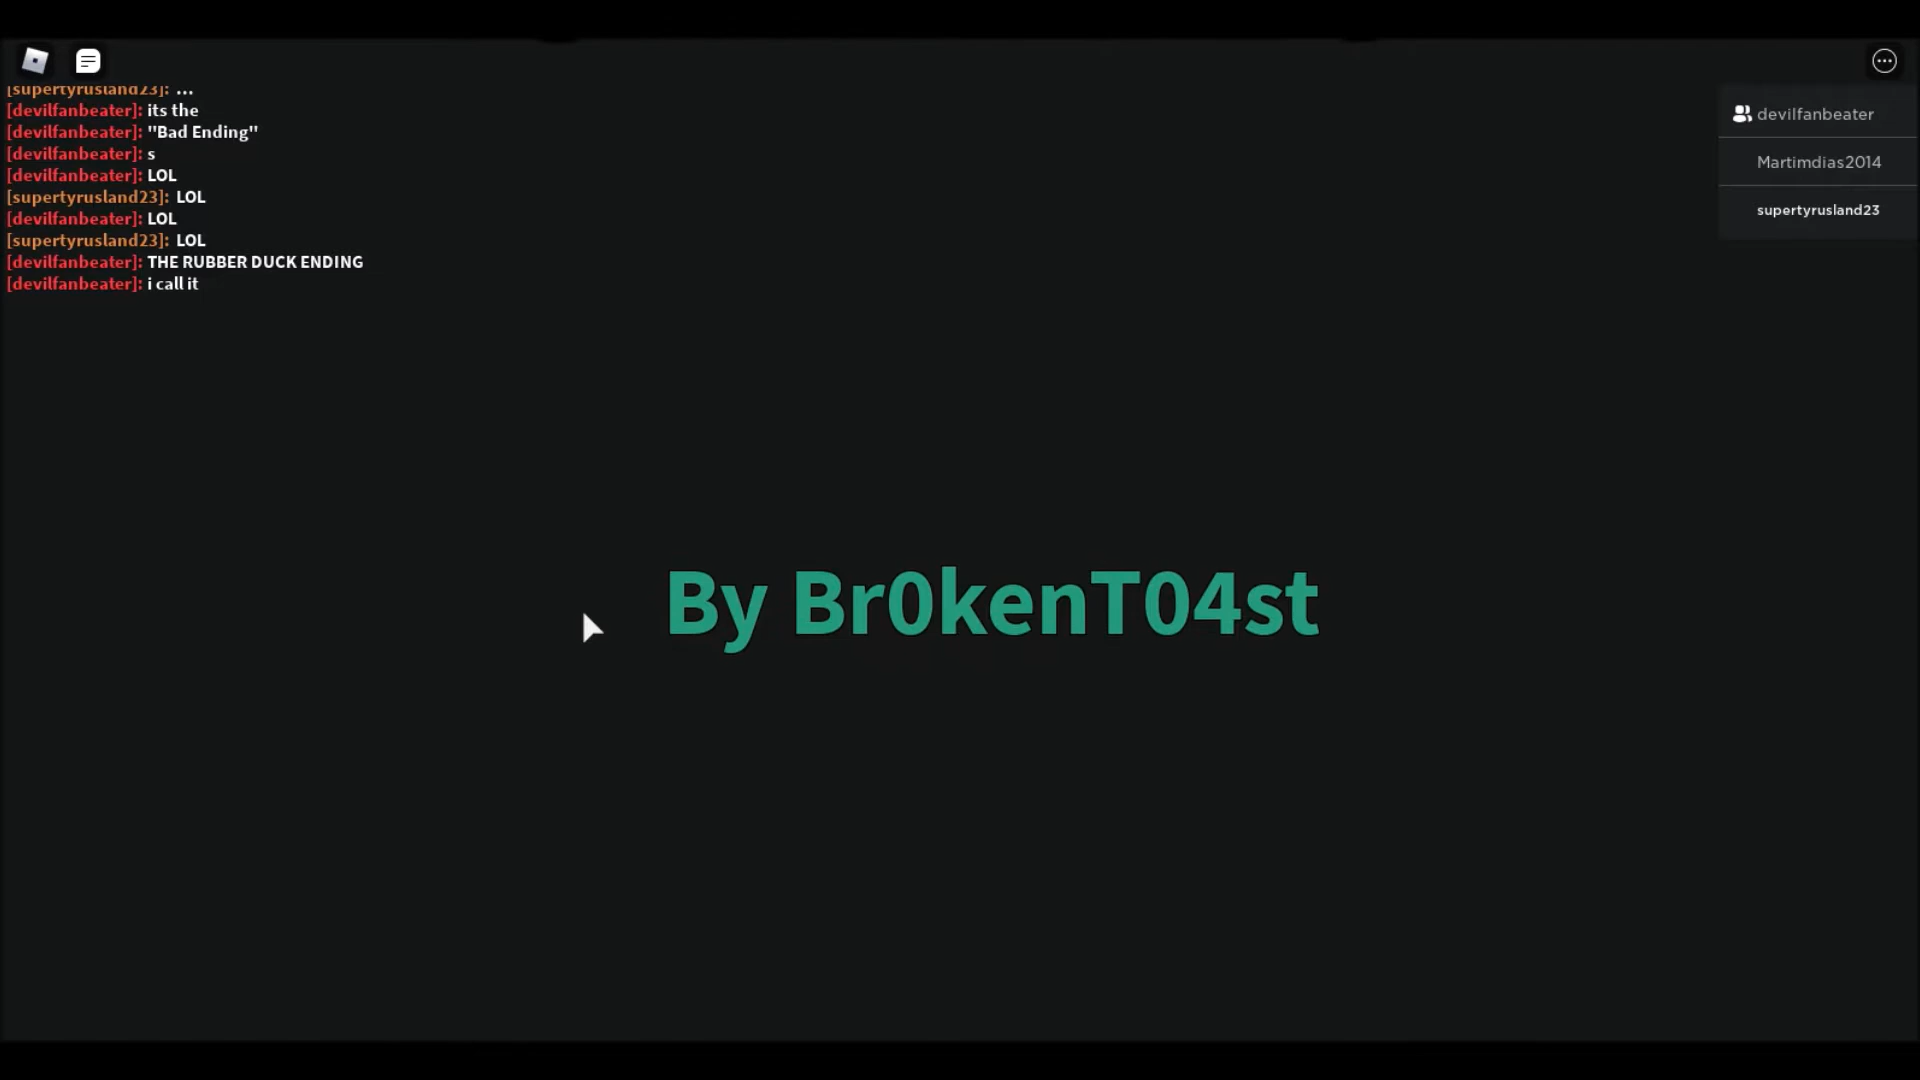 [supertyrusland23]: ...
[devilfanbeater]: its the
[devilfanbeater]: "Bad Ending"
[devilfanbeater]: s
[devilfanbeater]: LOL
[supertyrusland23]: LOL
[devilfanbeater]: LOL
[supertyrusland23]: LOL
[devilfanbeater]: THE RUBBER DUCK ENDING
[devilfanbeater]: i call it
devilfanbeater
Martimdias2014
supertyrusland23
By Br0kenT04st